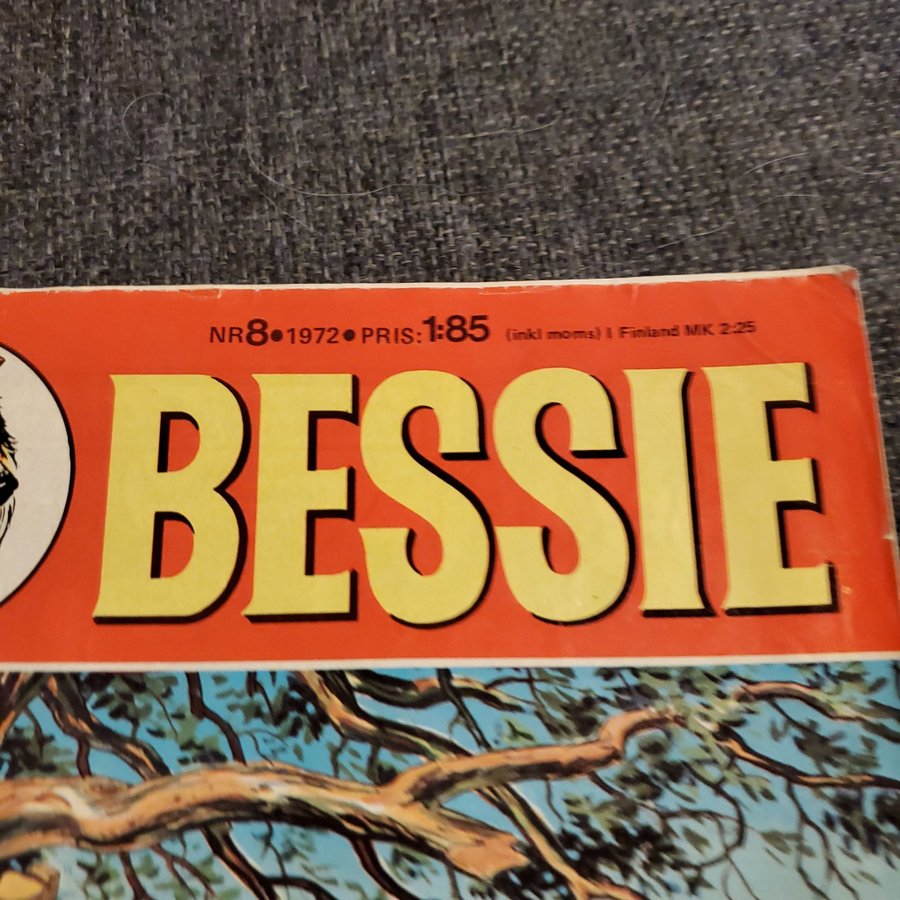 NR8•1972•PRIS:1:85 (inkl moms) I Finland MK 2:25
BESSIE